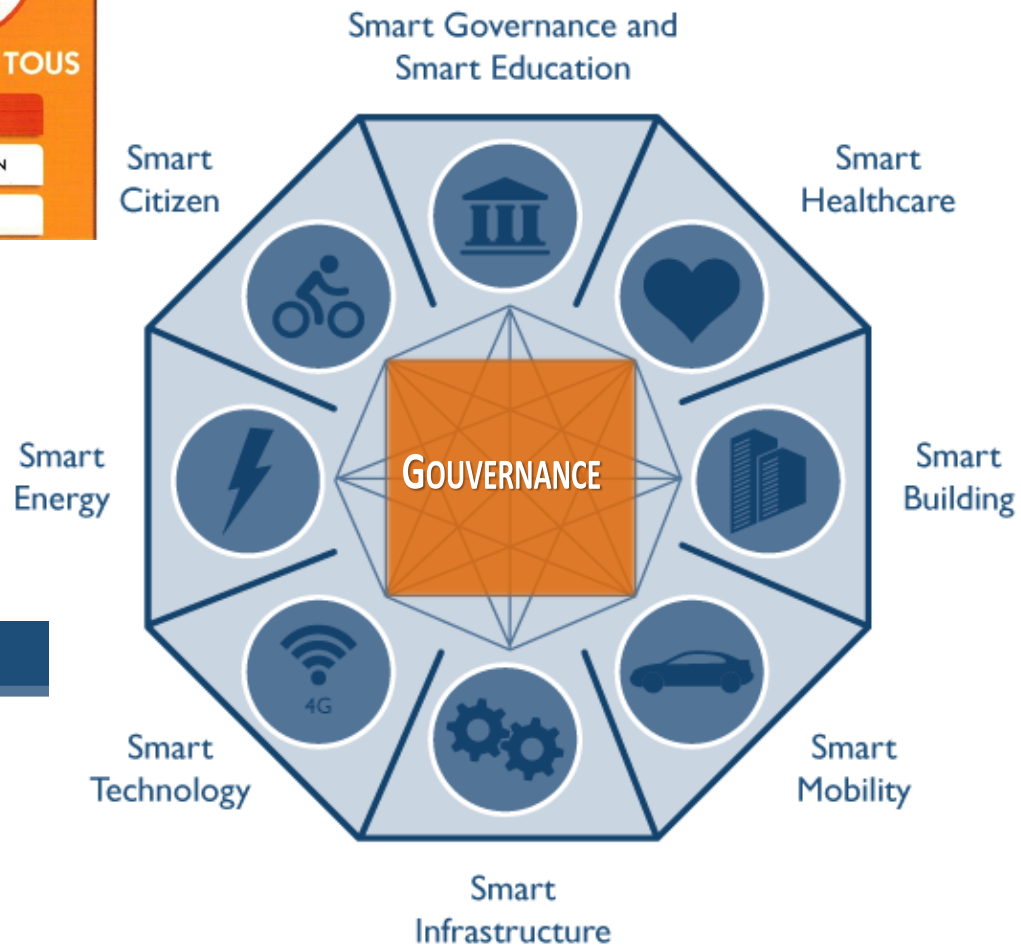 TOUS
N
Smart Governance and
Smart Education
Smart
Citizen
Smart
Healthcare
Smart
Energy
GOUVERNANCE
Smart
Building
4G
Smart
Technology
Smart
Mobility
Smart
Infrastructure